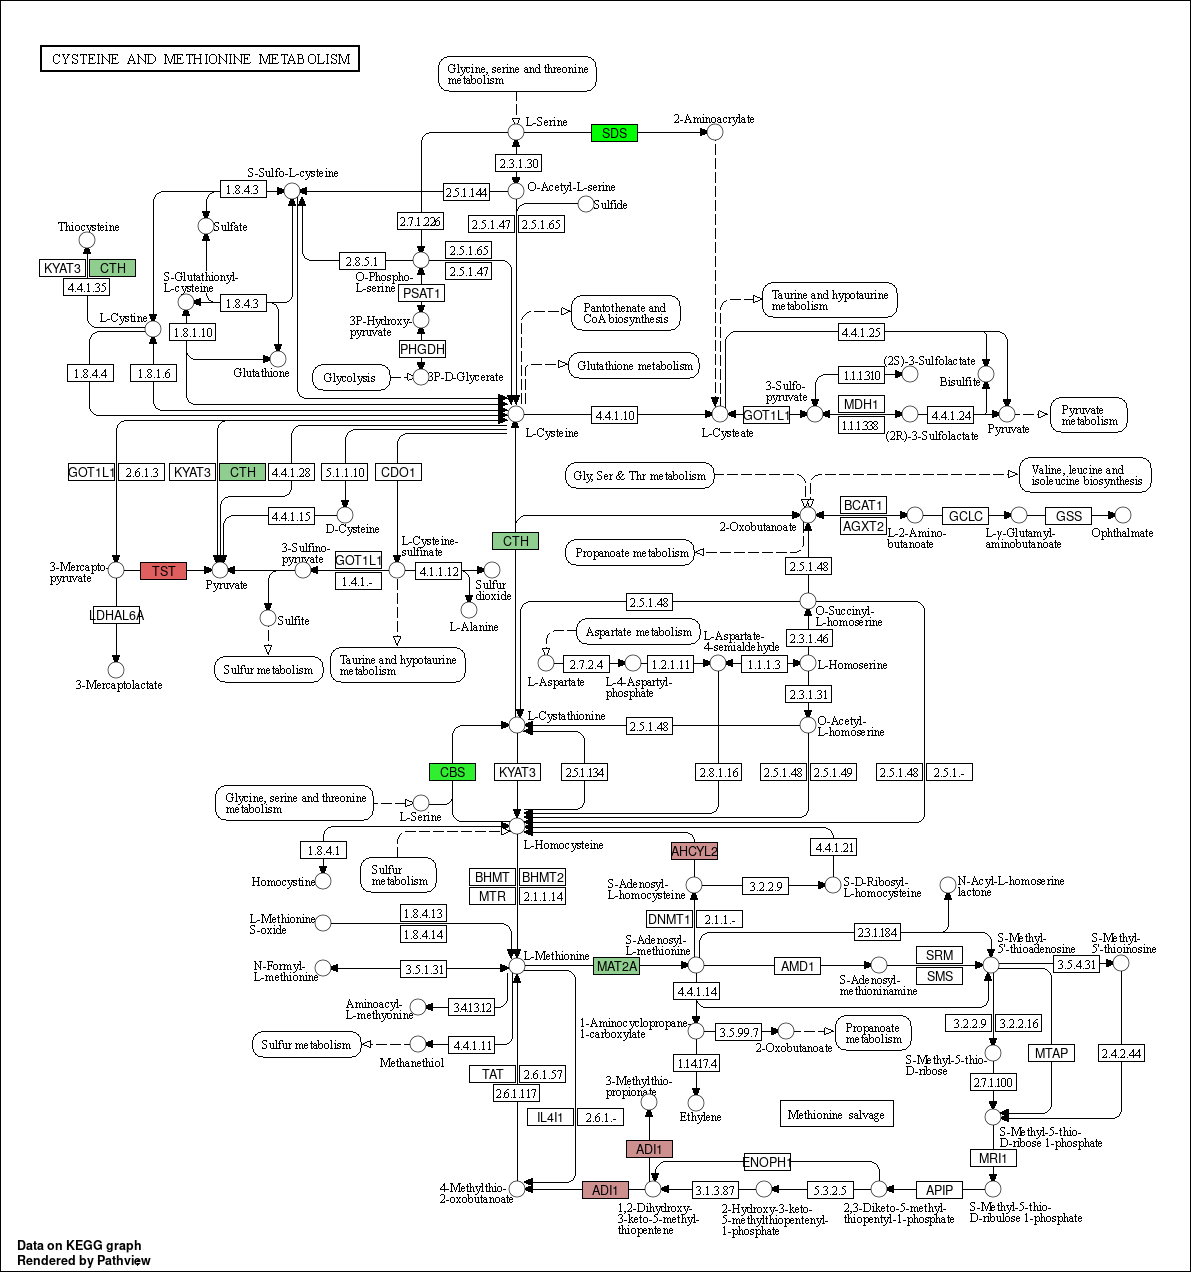 CYSTEINE AND METHIONINE METABOLISM
Glycine, serine and threonine
metabolism
L-Serine
SDS
2-Aminoacrylate
2.3.1.30
S-Sulfo-L-cysteine
1.8.4.3
2.5.1.144
O-Acetyl-L-serine
Sulfide
Thiocysteine
Sulfate
2.7.1.226
2.5.1.47
2.5.1.65
KYAT3
CTH
4.4.1.35
2.8.5.1
2.5.1.65
2.5.1.47
S-Glutathionyl-
L-cysteine
O-Phospho-
L-serine
PSAT1
1.8.4.3
Taurine and hypotaurine
metabolism
L-Cystine
1.8.1.10
3P-Hydroxy-
pyruvate
Pantothenate and
CoA biosynthesis
4.4.1.25
PHGDH
Glutathione
1.8.4.4
1.8.1.6
Glycolysis
3P-D-Glycerate
Glutathione metabolism
(2S)-3-Sulfolactate
1.1.1.310
Bisulfite
3-Sulfo-
pyruvate
L-Cysteine
4.4.1.10
L-Cysteate
GOT1L1
MDH1
1.1.1.338
(2R)-3-Sulfolactate
4.4.1.24
Pyruvate
Pyruvate
metabolism
GOT1L1
2.6.1.3
KYAT3
CTH
4.4.1.28
5.1.1.10
CDO1
Gly, Ser & Thr metabolism
Valine, leucine and
isoleucine biosynthesis
4.4.1.15
D-Cysteine
2-Oxobutanoate
BCAT1
AGXT2
L-2-Amino-
butanoate
GCLC
L-γ-Glutamyl-
aminobutanoate
GSS
Ophthalmate
CTH
Propanoate metabolism
3-Mercapto-
pyruvate
TST
Pyruvate
3-Sulfino-
pyruvate
GOT1L1
1.4.1.-
L-Cysteine-
sulfinate
4.1.1.12
Sulfur
dioxide
2.5.1.48
LDHAL6A
Sulfite
L-Alanine
2.5.1.48
O-Succinyl-
L-homoserine
3-Mercaptolactate
Sulfur metabolism
Taurine and hypotaurine
metabolism
Aspartate metabolism
L-Aspartate-
4-semialdehyde
2.3.1.46
L-Aspartate
2.7.2.4
L-4-Aspartyl-
phosphate
1.2.1.11
1.1.1.3
L-Homoserine
2.3.1.31
L-Cystathionine
2.5.1.48
O-Acetyl-
L-homoserine
CBS
KYAT3
2.5.1.134
2.8.1.16
2.5.1.48
2.5.1.49
2.5.1.48
2.5.1.-
Glycine, serine and threonine
metabolism
L-Serine
L-Homocysteine
1.8.4.1
Sulfur
metabolism
AHCYL2
4.4.1.21
Homocystine
BHMT
BHMT2
MTR
2.1.1.14
S-Adenosyl-
L-homocysteine
3.2.2.9
S-D-Ribosyl-
L-homocysteine
N-Acyl-L-homoserine
lactone
L-Methionine
S-oxide
1.8.4.13
1.8.4.14
DNMT1
2.1.1.-
2.3.1.184
N-Formyl-
L-methionine
3.5.1.31
L-Methionine
MAT2A
S-Adenosyl-
L-methionine
AMD1
S-Adenosyl-
methioninamine
SRM
SMS
S-Methyl-
5'-thioadenosine
3.5.4.31
S-Methyl-
5'-thioinosine
Aminoacyl-
L-methyonine
3.4.13.12
4.4.1.14
Sulfur metabolism
Methanethiol
4.4.1.11
1-Aminocyclopropane-
1-carboxylate
3.5.99.7
2-Oxobutanoate
Propanoate
metabolism
3.2.2.9
3.2.2.16
S-Methyl-5-thio-
D-ribose
MTAP
2.4.2.44
TAT
2.6.1.57
2.6.1.117
1.14.17.4
2.7.1.100
3-Methylthio-
propionate
IL4I1
2.6.1.-
Ethylene
Methionine salvage
S-Methyl-5-thio-
D-ribose 1-phosphate
ADI1
ENOPH1
MRI1
4-Methylthio-
2-oxobutanoate
ADI1
1,2-Dihydroxy-
3-keto-5-methyl-
thiopentene
3.1.3.87
2-Hydroxy-3-keto-
5-methylthiopentenyl-
1-phosphate
5.3.2.5
2,3-Diketo-5-methyl-
thiopentyl-1-phosphate
APIP
S-Methyl-5-thio-
D-ribulose 1-phosphate
Data on KEGG graph
Rendered by Pathview